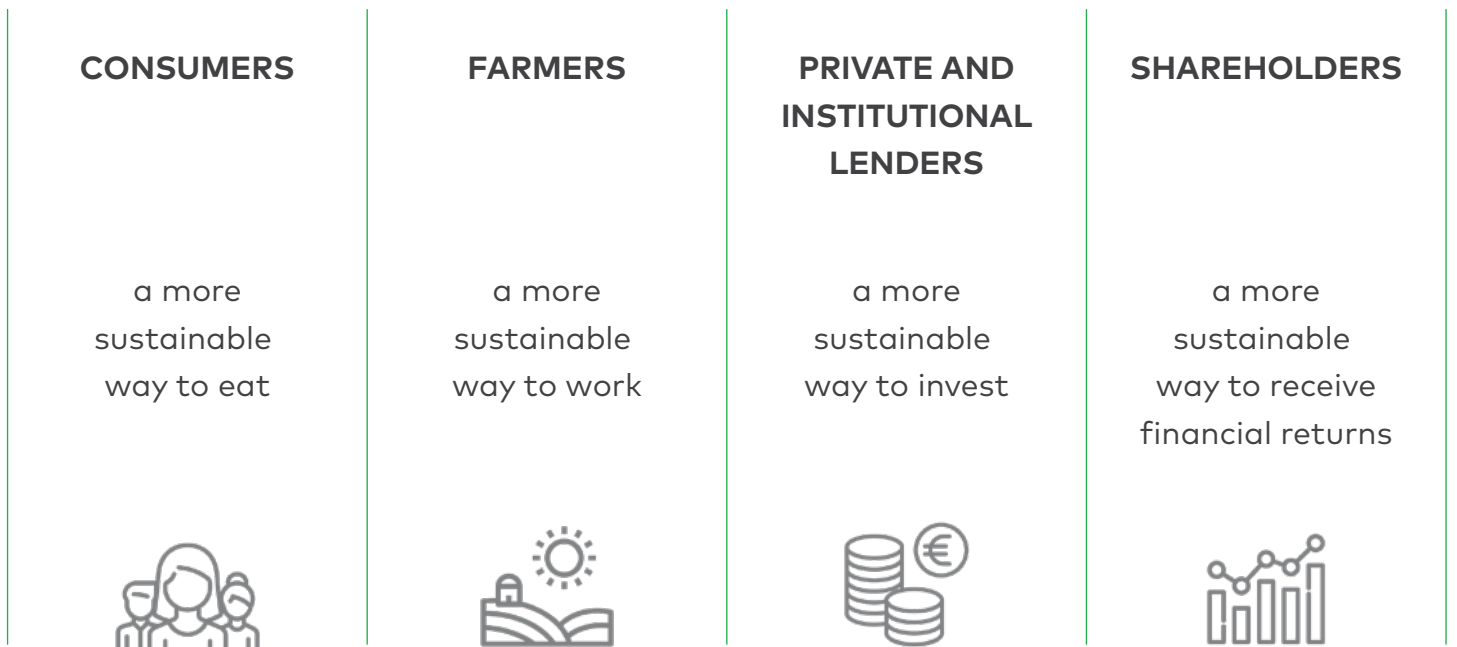 CONSUMERS
a more
sustainable
way to eat
FARMERS
a more
sustainable
way to work
PRIVATE AND
INSTITUTIONAL
LENDERS
a more
sustainable
way to invest
SHAREHOLDERS
a more
sustainable
way to receive
financial returns
€